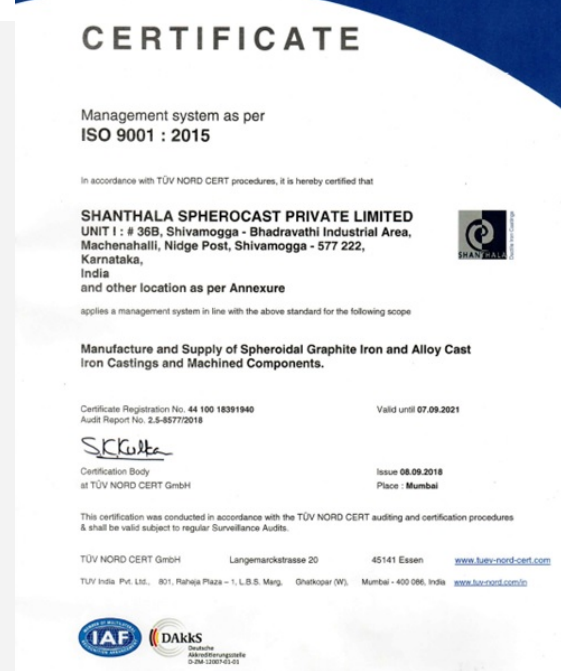 CERTIFICATE
Management system as per
ISO 9001 : 2015
In accordance with TÜV NORD CERT procedures, it is hereby certified that
SHANTHALA SPHEROCAST PRIVATE LIMITED
UNIT I : # 36B, Shivamogga - Bhadravathi Industrial Area,
Machenahalli, Nidge Post, Shivamogga - 577 222,
Karnataka,
India
and other location as per Annexure
SHANTHALA
Ductile Iron Castings
applies a management system in line with the above standard for the following scope
Manufacture and Supply of Spheroidal Graphite Iron and Alloy Cast
Iron Castings and Machined Components.
Certificate Registration No. 44 100 18391940 Valid until 07.09.2021
Audit Report No. 2.5-8577/2018
Certification Body Issue 08.09.2018
at TÜV NORD CERT GmbH Place : Mumbai
This certification was conducted in accordance with the TÜV NORD CERT auditing and certification procedures
& shall be valid subject to regular Surveillance Audits.
TÜV NORD CERT GmbH Langemarckstrasse 20 45141 Essen www.tuev-nord-cert.com
TUV India Pvt. Ltd., 801, Raheja Plaza – 1, L.B.S. Marg, Ghatkopar (W), Mumbai - 400 086, India www.tuv-nord.com/in
IAF
DAkkS
Deutsche
Akkreditierungsstelle
D-ZM-12007-01-01